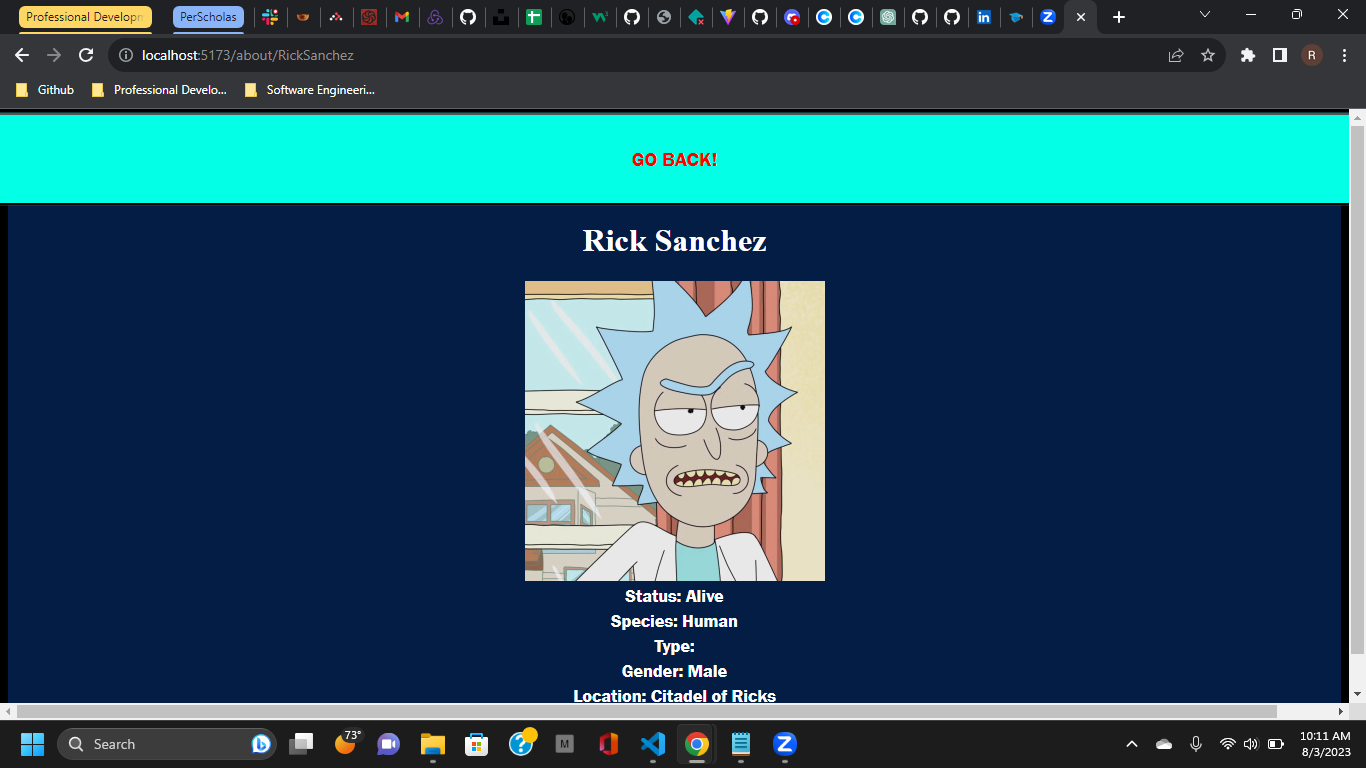 Professional Developm
PerScholas
localhost:5173/about/RickSanchez
R
Github
Professional Develo...
Software Engineeri...
GO BACK!
Rick Sanchez
Status: Alive
Species: Human
Type:
Gender: Male
Location: Citadel of Ricks
Search
73°
M
10:11 AM
8/3/2023